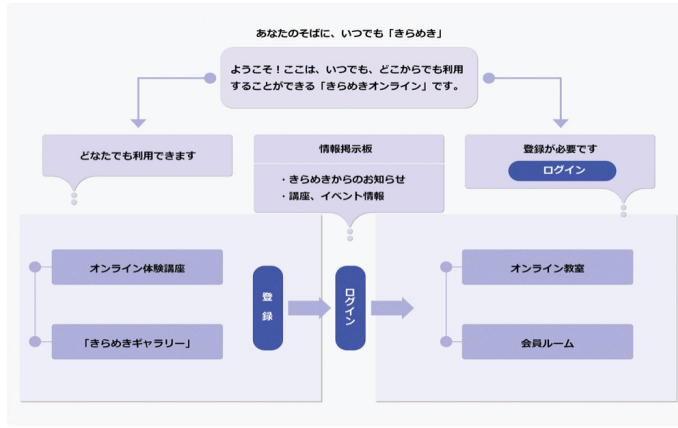 あなたのそばに、いつでも「きらめき」
ようこそ！ここは、いつでも、どこからでも利用
することができる「きらめきオンライン」です。
どなたでも利用できます
情報掲示板
・きらめきからのお知らせ
・講座、イベント情報
登録が必要です
ログイン
オンライン体験講座
「きらめきギャラリー」
登録
ログイン
オンライン教室
会員ルーム